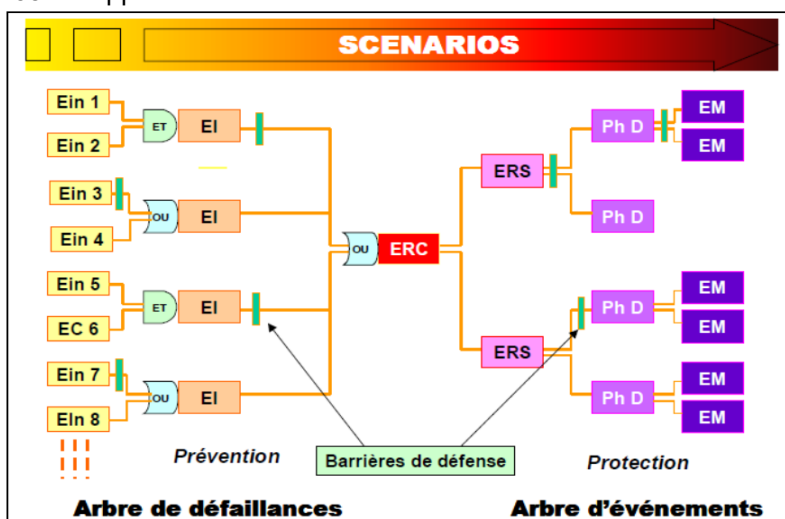 SCENARIOS
Ein 1
Ein 2
ET
EI
Ein 3
Ein 4
OU
EI
Ein 5
EC 6
ET
EI
Ein 7
EIn 8
OU
EI
OU
ERC
ERS
ERS
Ph D
Ph D
Ph D
Ph D
EM
EM
EM
EM
EM
EM
Prévention
Barrières de défense
Protection
Arbre de défaillances
Arbre d'événements